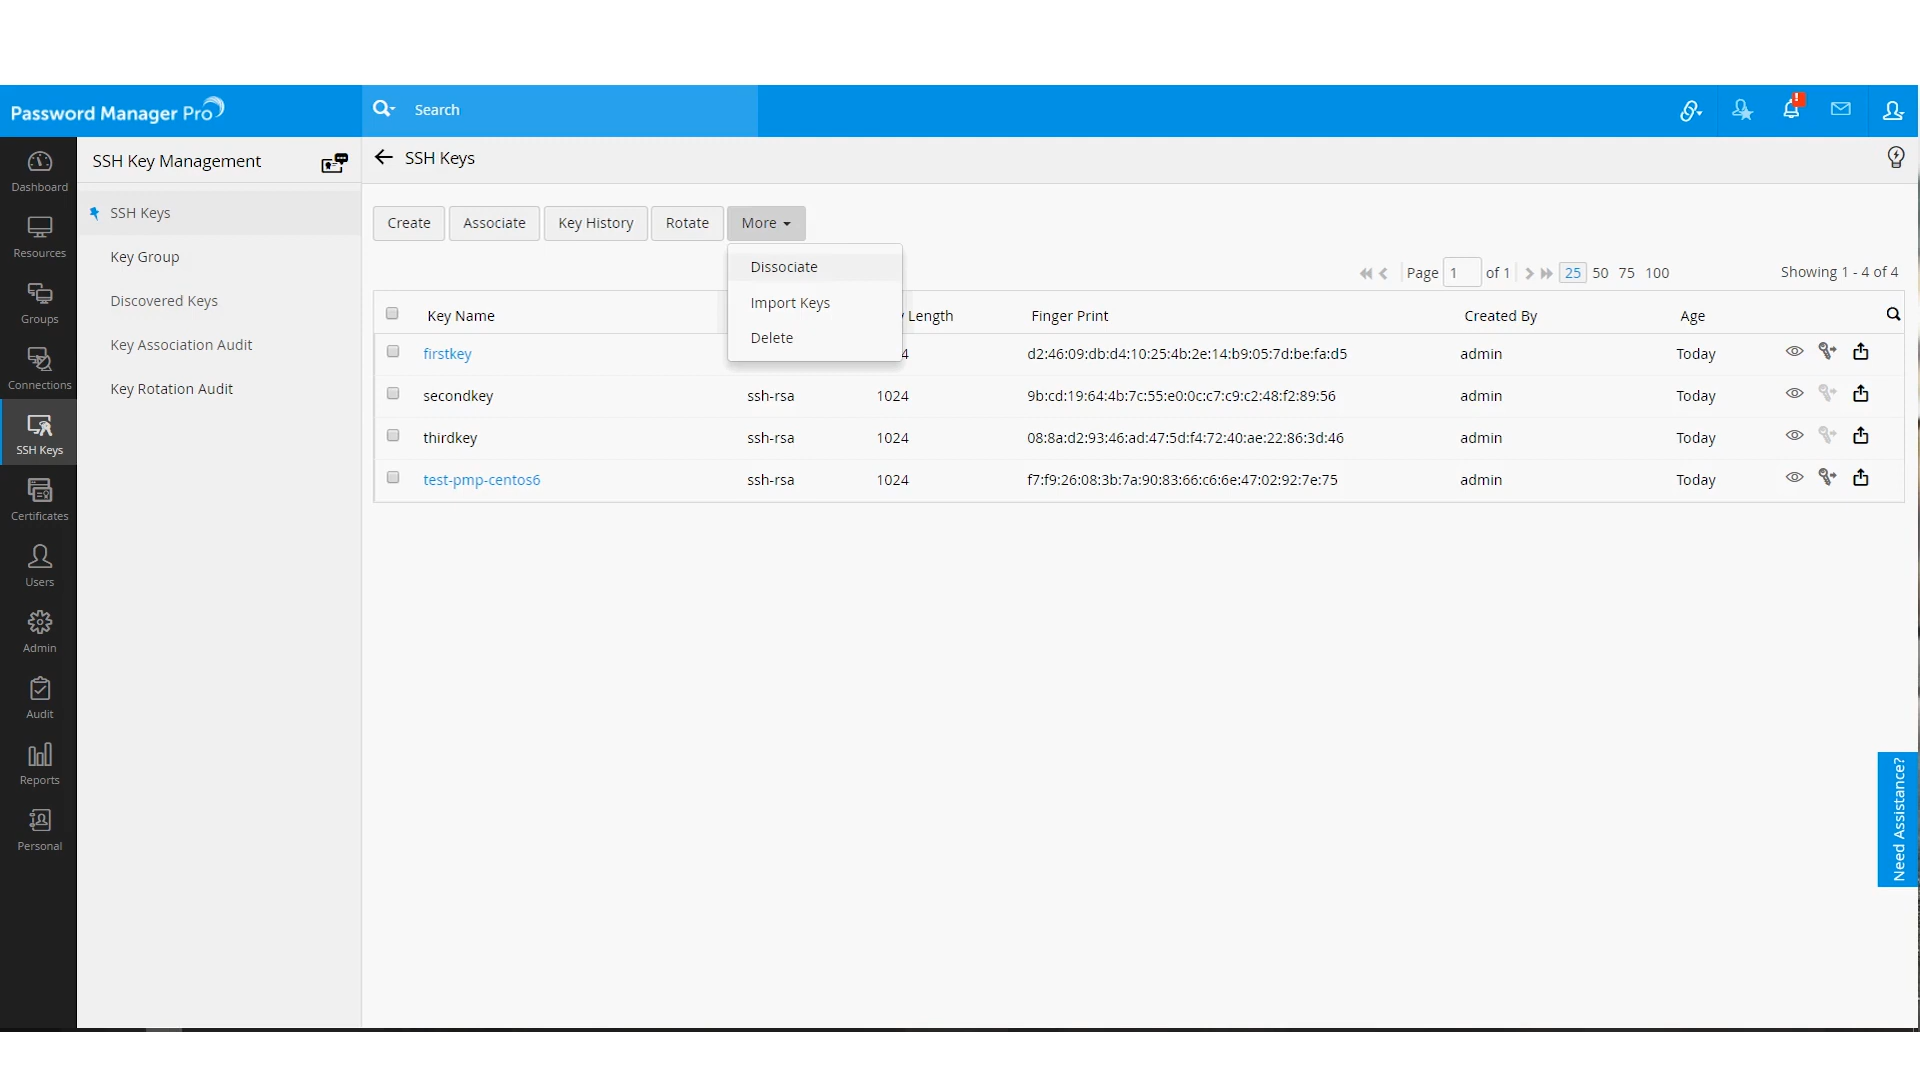 Password Manager Pro
Search
!
SSH Key Management
SSH Keys
Dashboard
Resources
Groups
Connections
SSH Keys
Certificates
Users
Admin
Audit
Reports
Personal
SSH Keys
Key Group
Discovered Keys
Key Association Audit
Key Rotation Audit
Create Associate Key History Rotate More
Dissociate
Import Keys
Delete
Page 1 of 1 25 50 75 100 Showing 1 - 4 of 4
Key Name Length Finger Print Created By Age
firstkey 4 d2:46:09:db:d4:10:25:4b:2e:14:b9:05:7d:be:fa:d5 admin Today
secondkey ssh-rsa 1024 9b:cd:19:64:4b:7c:55:e0:0c:c7:c9:c2:48:f2:89:56 admin Today
thirdkey ssh-rsa 1024 08:8a:d2:93:46:ad:47:5d:f4:72:40:ae:22:86:3d:46 admin Today
test-pmp-centos6 ssh-rsa 1024 f7:f9:26:08:3b:7a:90:83:66:c6:6e:47:02:92:7e:75 admin Today
Need Assistance?